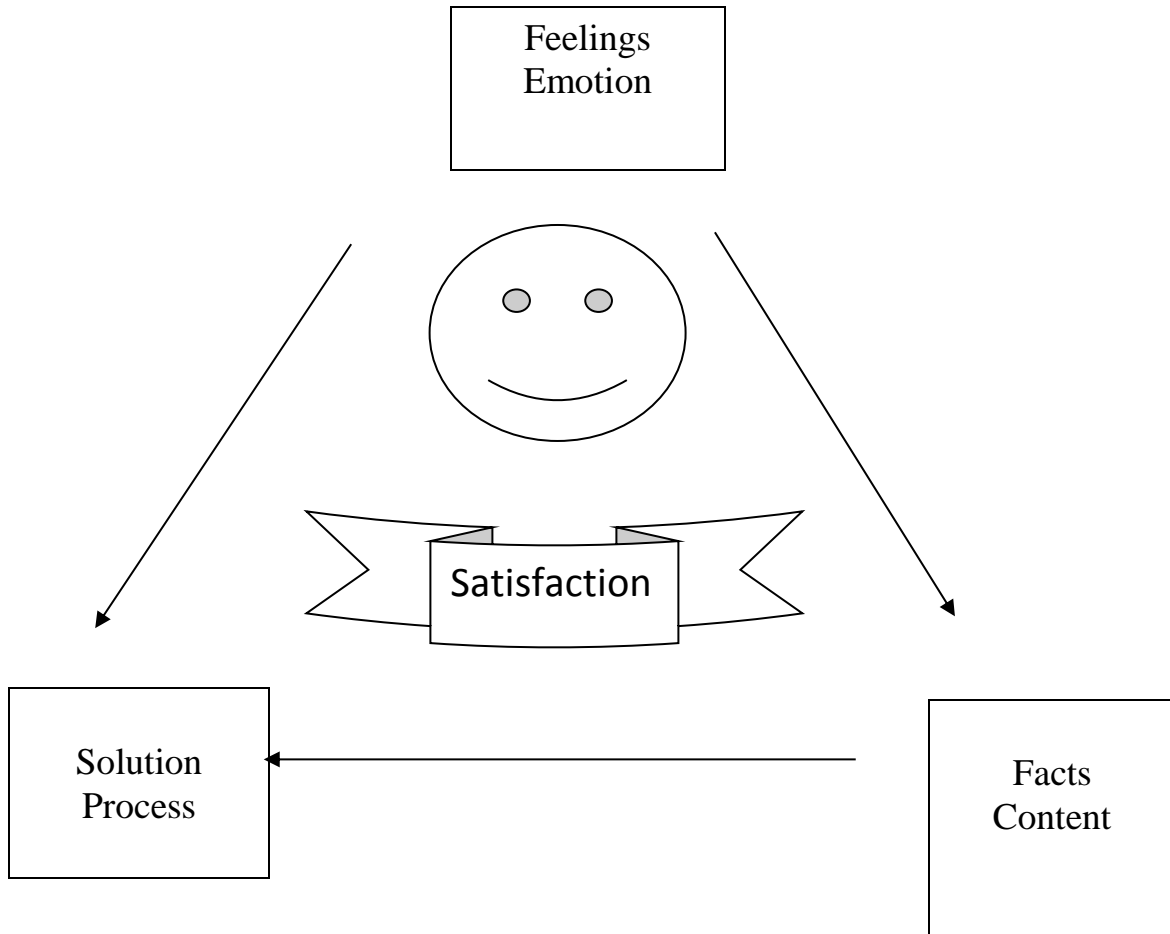 Feelings
Emotion
Satisfaction
Solution
Process
Facts
Content